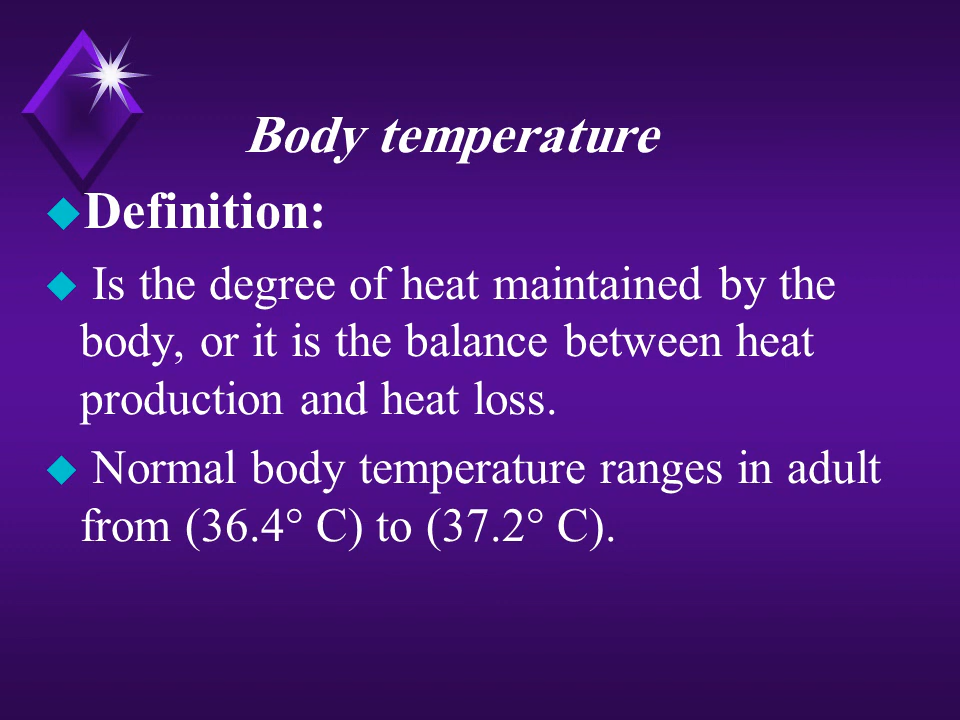 Body temperature
Definition:
Is the degree of heat maintained by the
body, or it is the balance between heat
production and heat loss.
Normal body temperature ranges in adult
from (36.4° C) to (37.2° C).